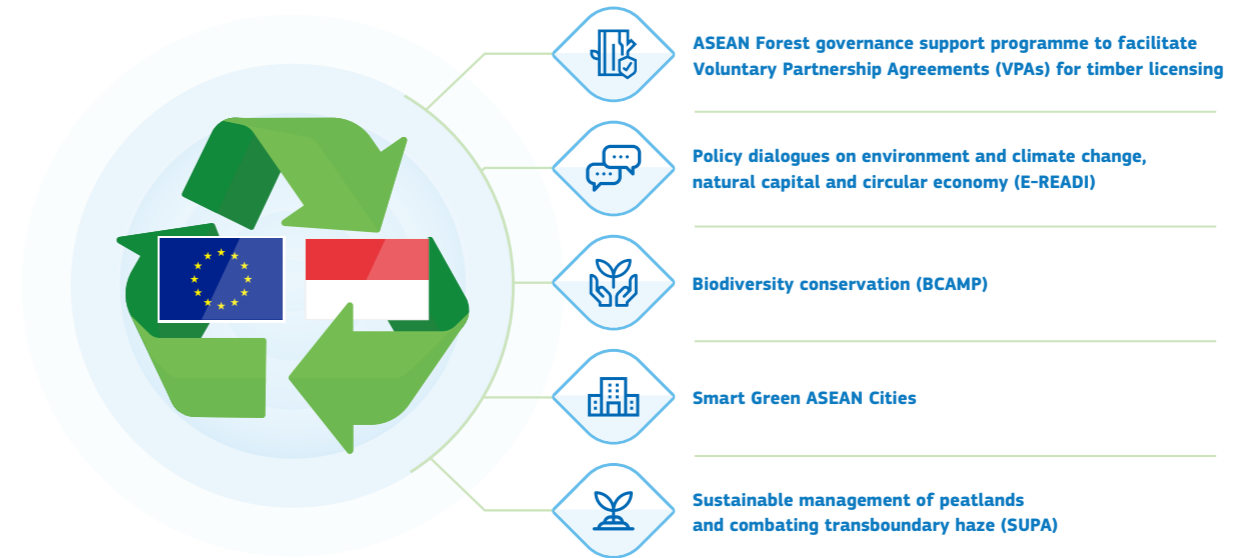 ASEAN Forest governance support programme to facilitate
Voluntary Partnership Agreements (VPAs) for timber licensing
Policy dialogues on environment and climate change,
natural capital and circular economy (E-READI)
Biodiversity conservation (BCAMP)
Smart Green ASEAN Cities
Sustainable management of peatlands
and combating transboundary haze (SUPA)